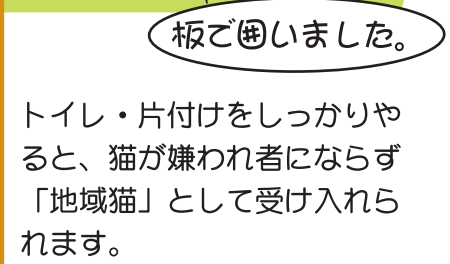 板で囲いました。
トイレ・片付けをしっかりや
ると、猫が嫌われ者にならず
「地域猫」として受け入れら
れます。